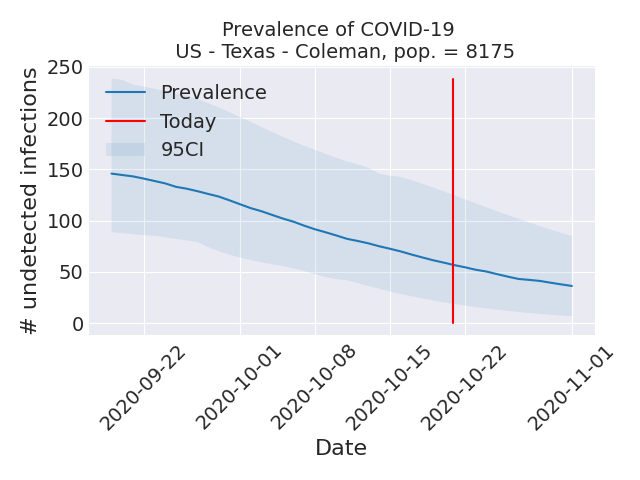 Prevalence of COVID-19
US - Texas - Coleman, pop. = 8175
250
200
150
100
50
0
# undetected infections
Prevalence
Today
95CI
2020-09-22
2020-10-01
2020-10-08
2020-10-15
2020-10-22
2020-11-01
Date